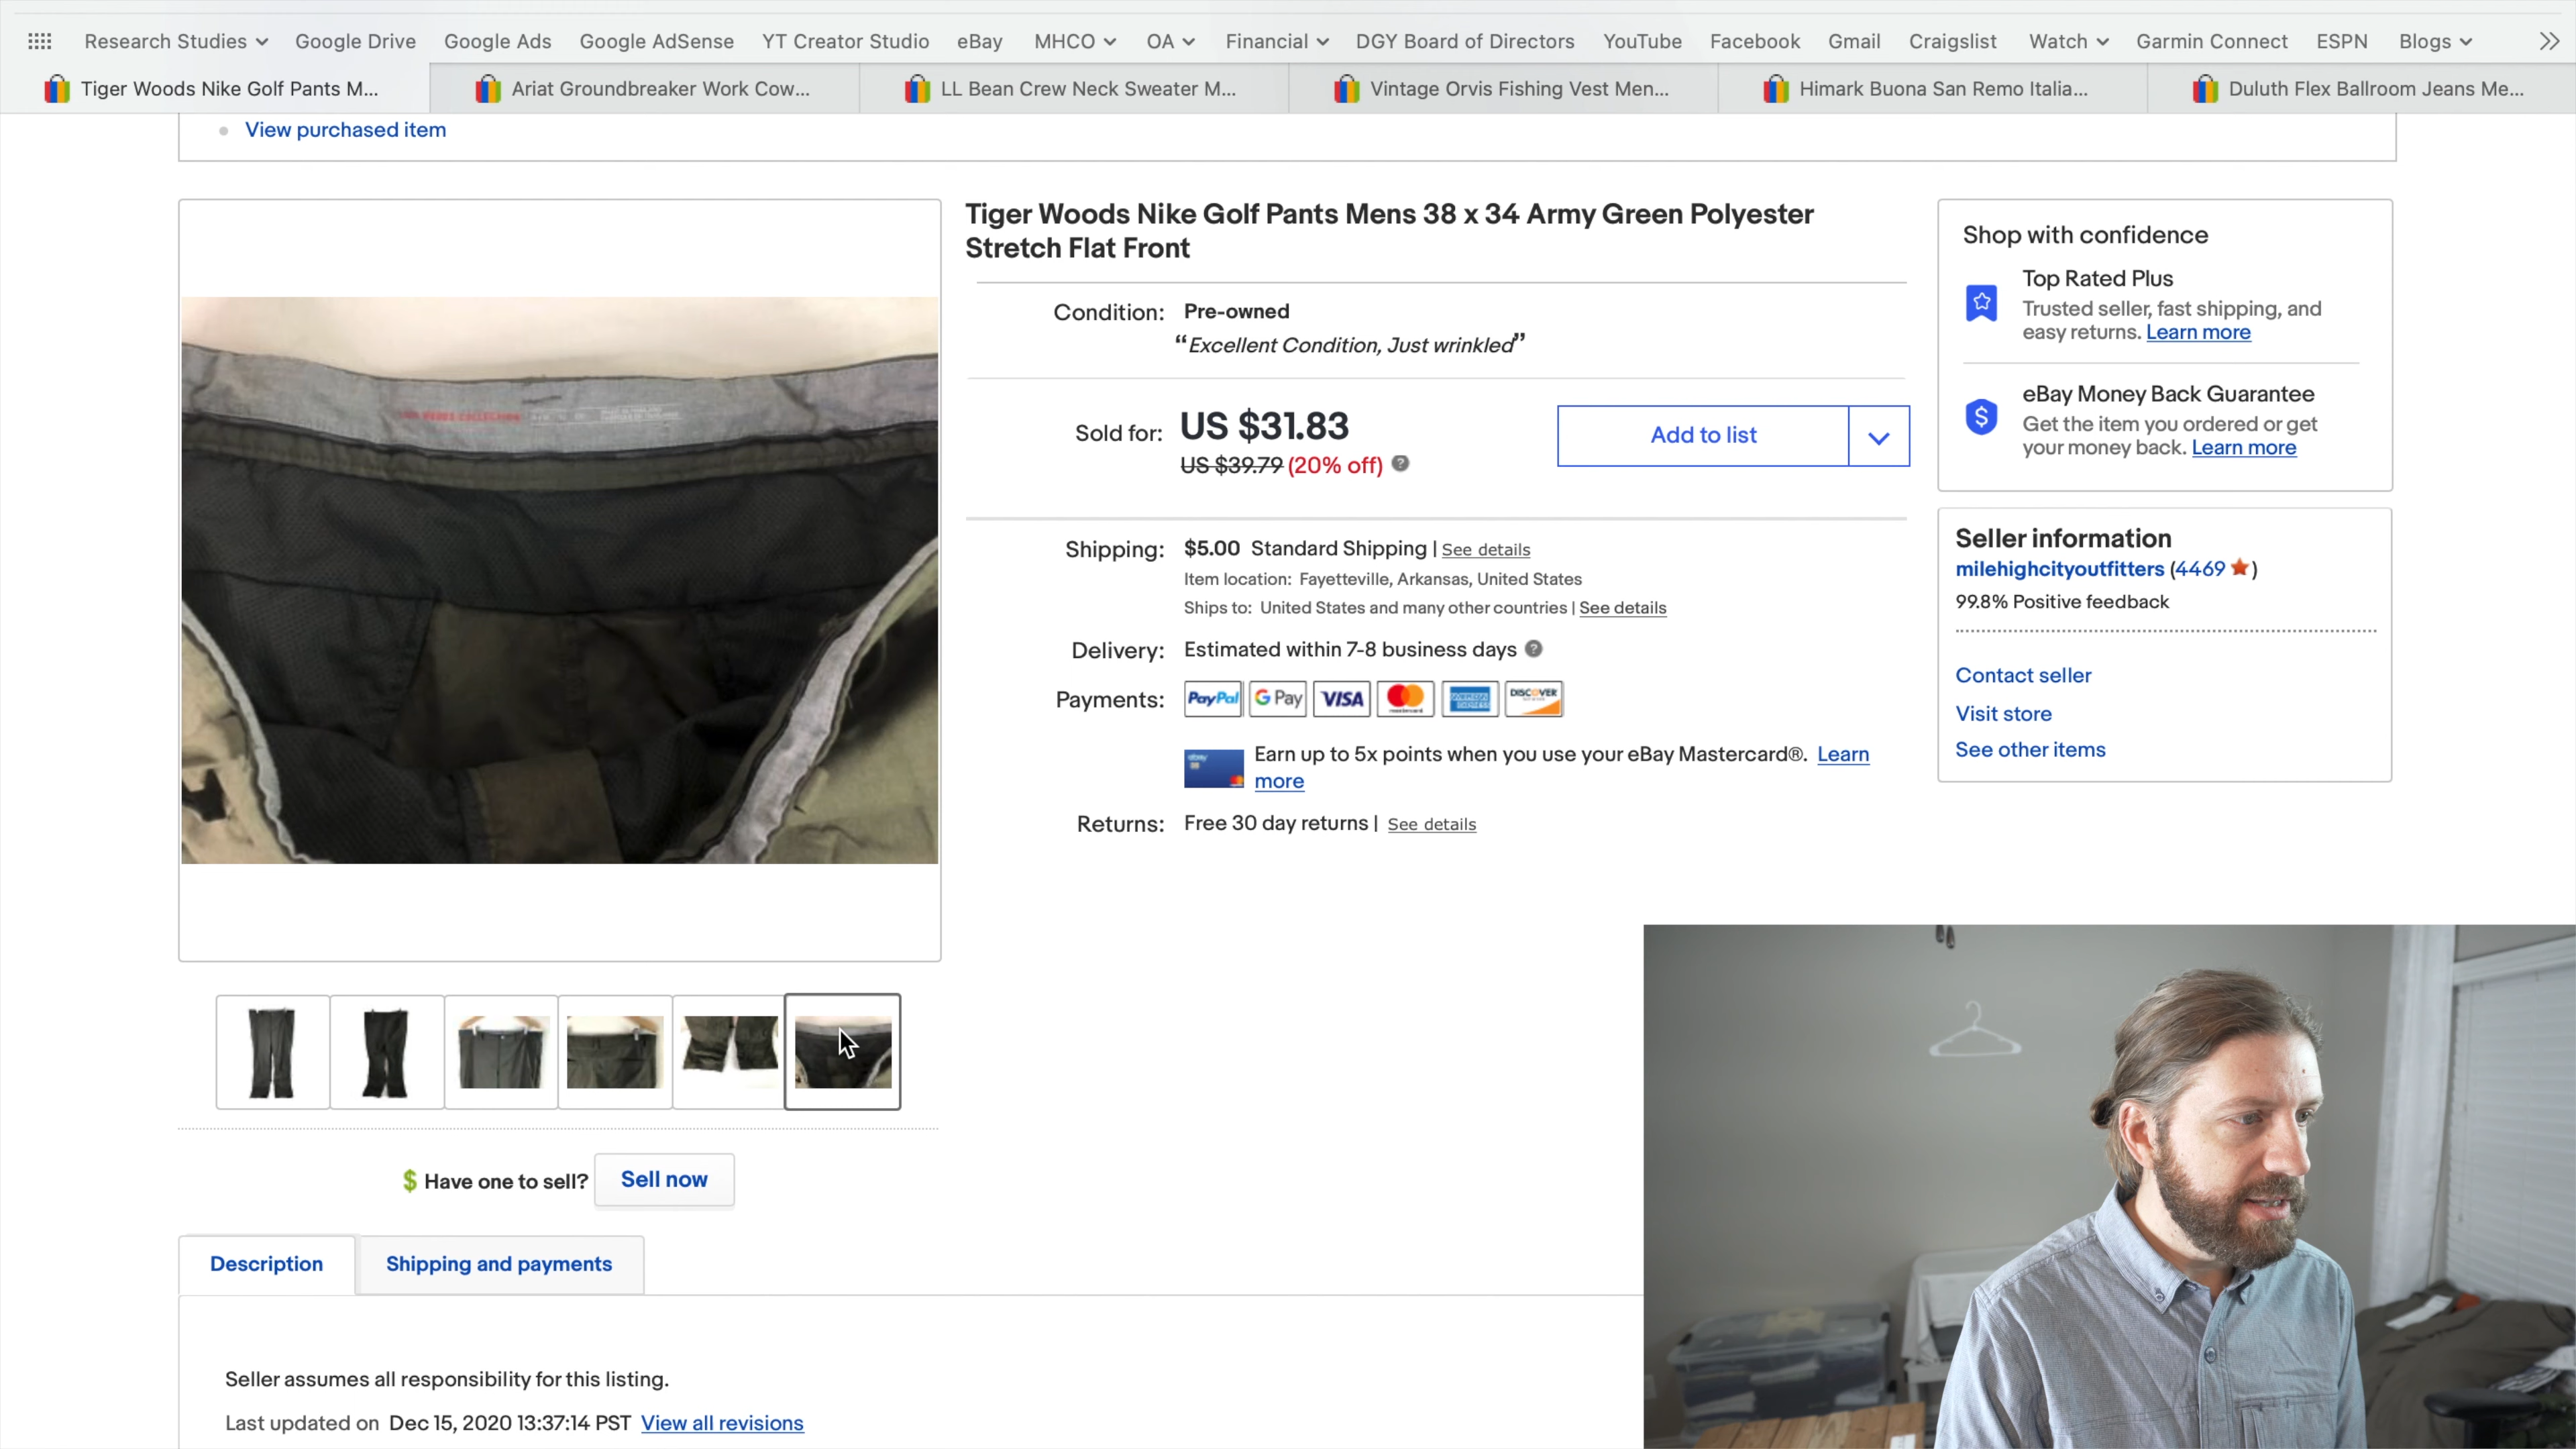 Research Studies Google Drive Google Ads Google AdSense YT Creator Studio eBay MHCO OA Financial DGY Board of Directors YouTube Facebook Gmail Craigslist Watch Garmin Connect ESPN Blogs
Tiger Woods Nike Golf Pants M... Ariat Groundbreaker Work Cow... LL Bean Crew Neck Sweater M... Vintage Orvis Fishing Vest Men... Himark Buona San Remo Italia... Duluth Flex Ballroom Jeans Me...
View purchased item
Tiger Woods Nike Golf Pants Mens 38 x 34 Army Green Polyester
Stretch Flat Front
Condition: Pre-owned
“Excellent Condition, Just wrinkled”
Sold for: US $31.83
US $39.79 (20% off)
Add to list
Shipping: $5.00 Standard Shipping | See details
Item location: Fayetteville, Arkansas, United States
Ships to: United States and many other countries | See details
Delivery: Estimated within 7-8 business days
Payments: PayPal G Pay VISA mastercard DISCOVER
Earn up to 5x points when you use your eBay Mastercard®. Learn
more
Returns: Free 30 day returns | See details
Shop with confidence
Top Rated Plus
Trusted seller, fast shipping, and
easy returns. Learn more
eBay Money Back Guarantee
Get the item you ordered or get
your money back. Learn more
Seller information
milehighcityoutfitters (4469)
99.8% Positive feedback
Contact seller
Visit store
See other items
$ Have one to sell? Sell now
Description Shipping and payments
Seller assumes all responsibility for this listing.
Last updated on Dec 15, 2020 13:37:14 PST View all revisions